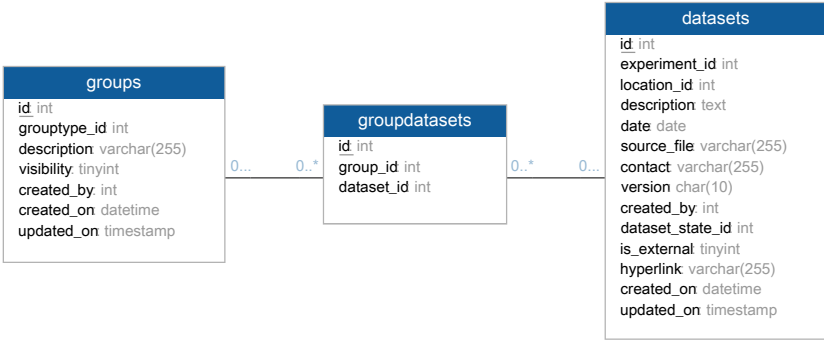 groups
id: int
grouptype_id: int
description: varchar(255)
visibility: tinyint
created_by: int
created_on: datetime
updated_on: timestamp
0...
0..*
groupdatasets
id: int
group_id: int
dataset_id: int
0..*
0...
datasets
id: int
experiment_id: int
location_id: int
description: text
date: date
source_file: varchar(255)
contact: varchar(255)
version: char(10)
created_by: int
dataset_state_id: int
is_external: tinyint
hyperlink: varchar(255)
created_on: datetime
updated_on: timestamp